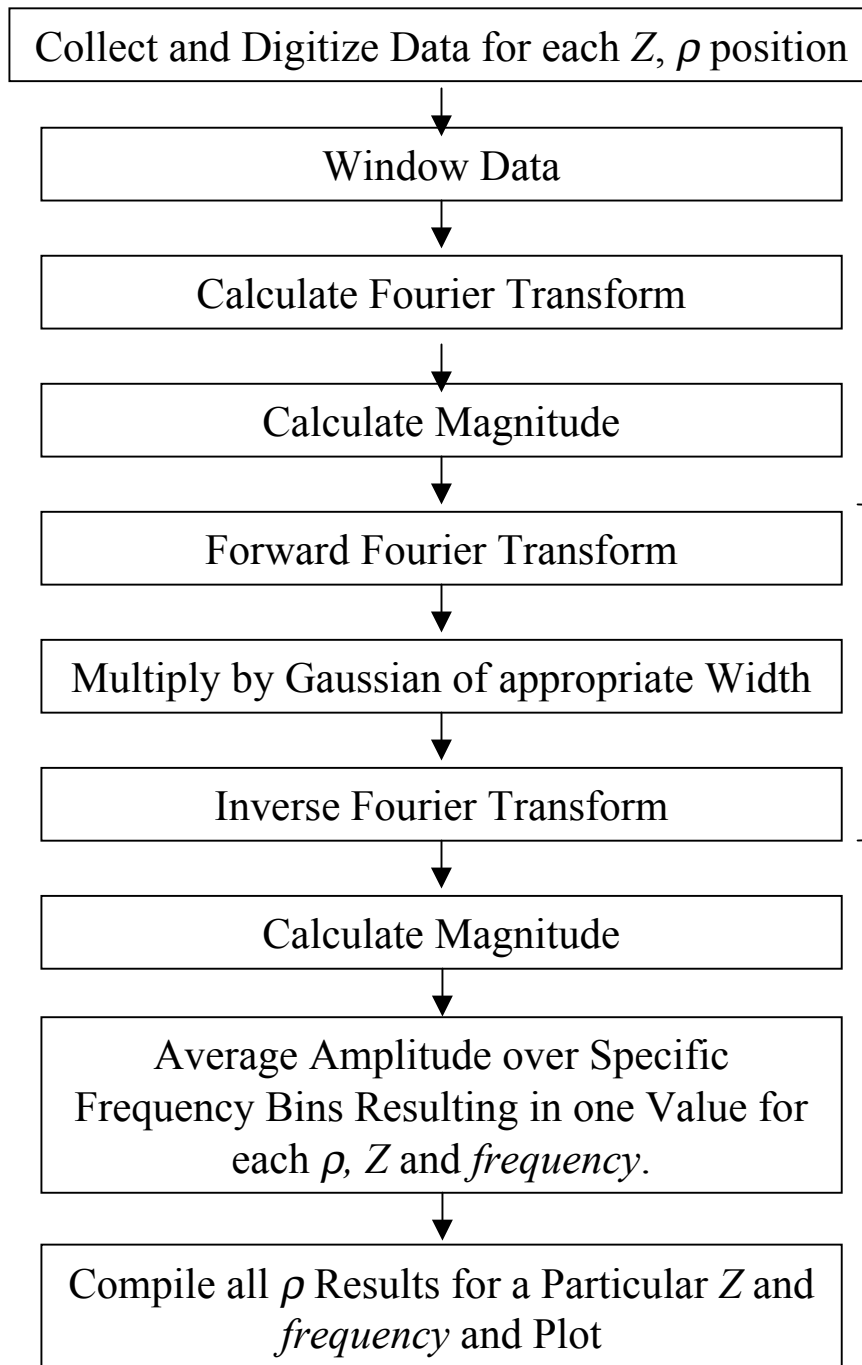 Collect and Digitize Data for each Z, ρ position
Window Data
Calculate Fourier Transform
Calculate Magnitude
Forward Fourier Transform
Multiply by Gaussian of appropriate Width
Inverse Fourier Transform
Calculate Magnitude
Average Amplitude over Specific
Frequency Bins Resulting in one Value for
each ρ, Z and frequency.
Compile all ρ Results for a Particular Z and
frequency and Plot